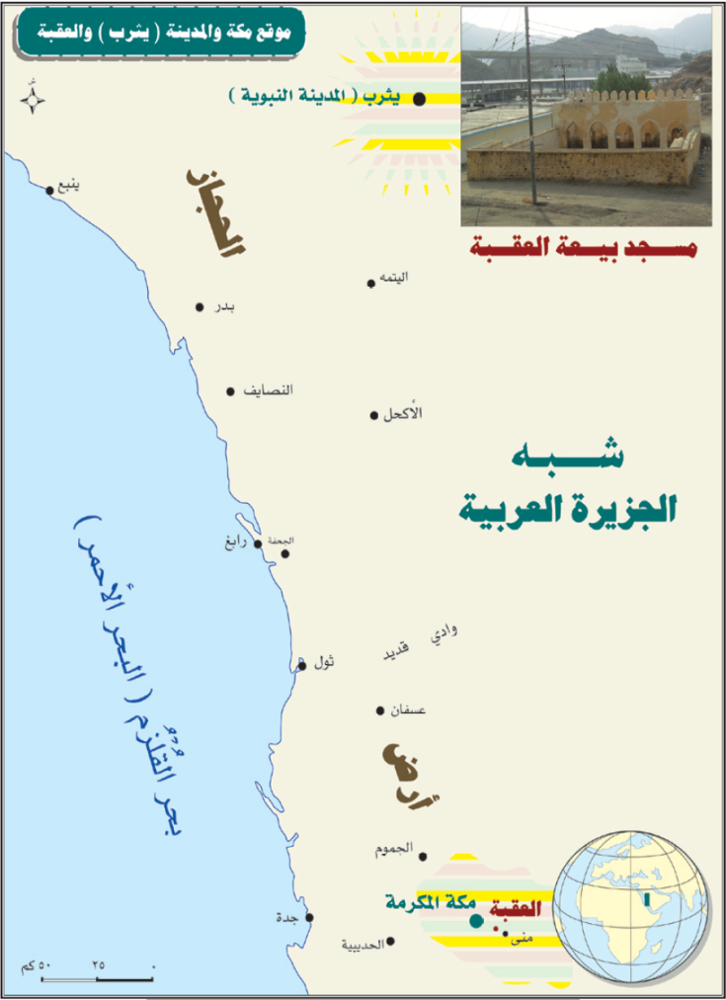 موقع مكة والمدينة ( يثرب ) والعقبة
ش
يثرب ( المدينة النبوية )
مسجد بيعة العقبة
ينبع
الحجاز
اليتمه
بدر
النصايف
الأكحل
شبه
الجزيرة العربية
رابغ
الجحفة
بحر القُلْزُم ( البحر الأحمر )
وادي قديد
ثول
عسفان
أرض
الجموم
مكة المكرمة
العقبة
منى
جدة
الحديبية
٥٠ كم ٢٥ ٠